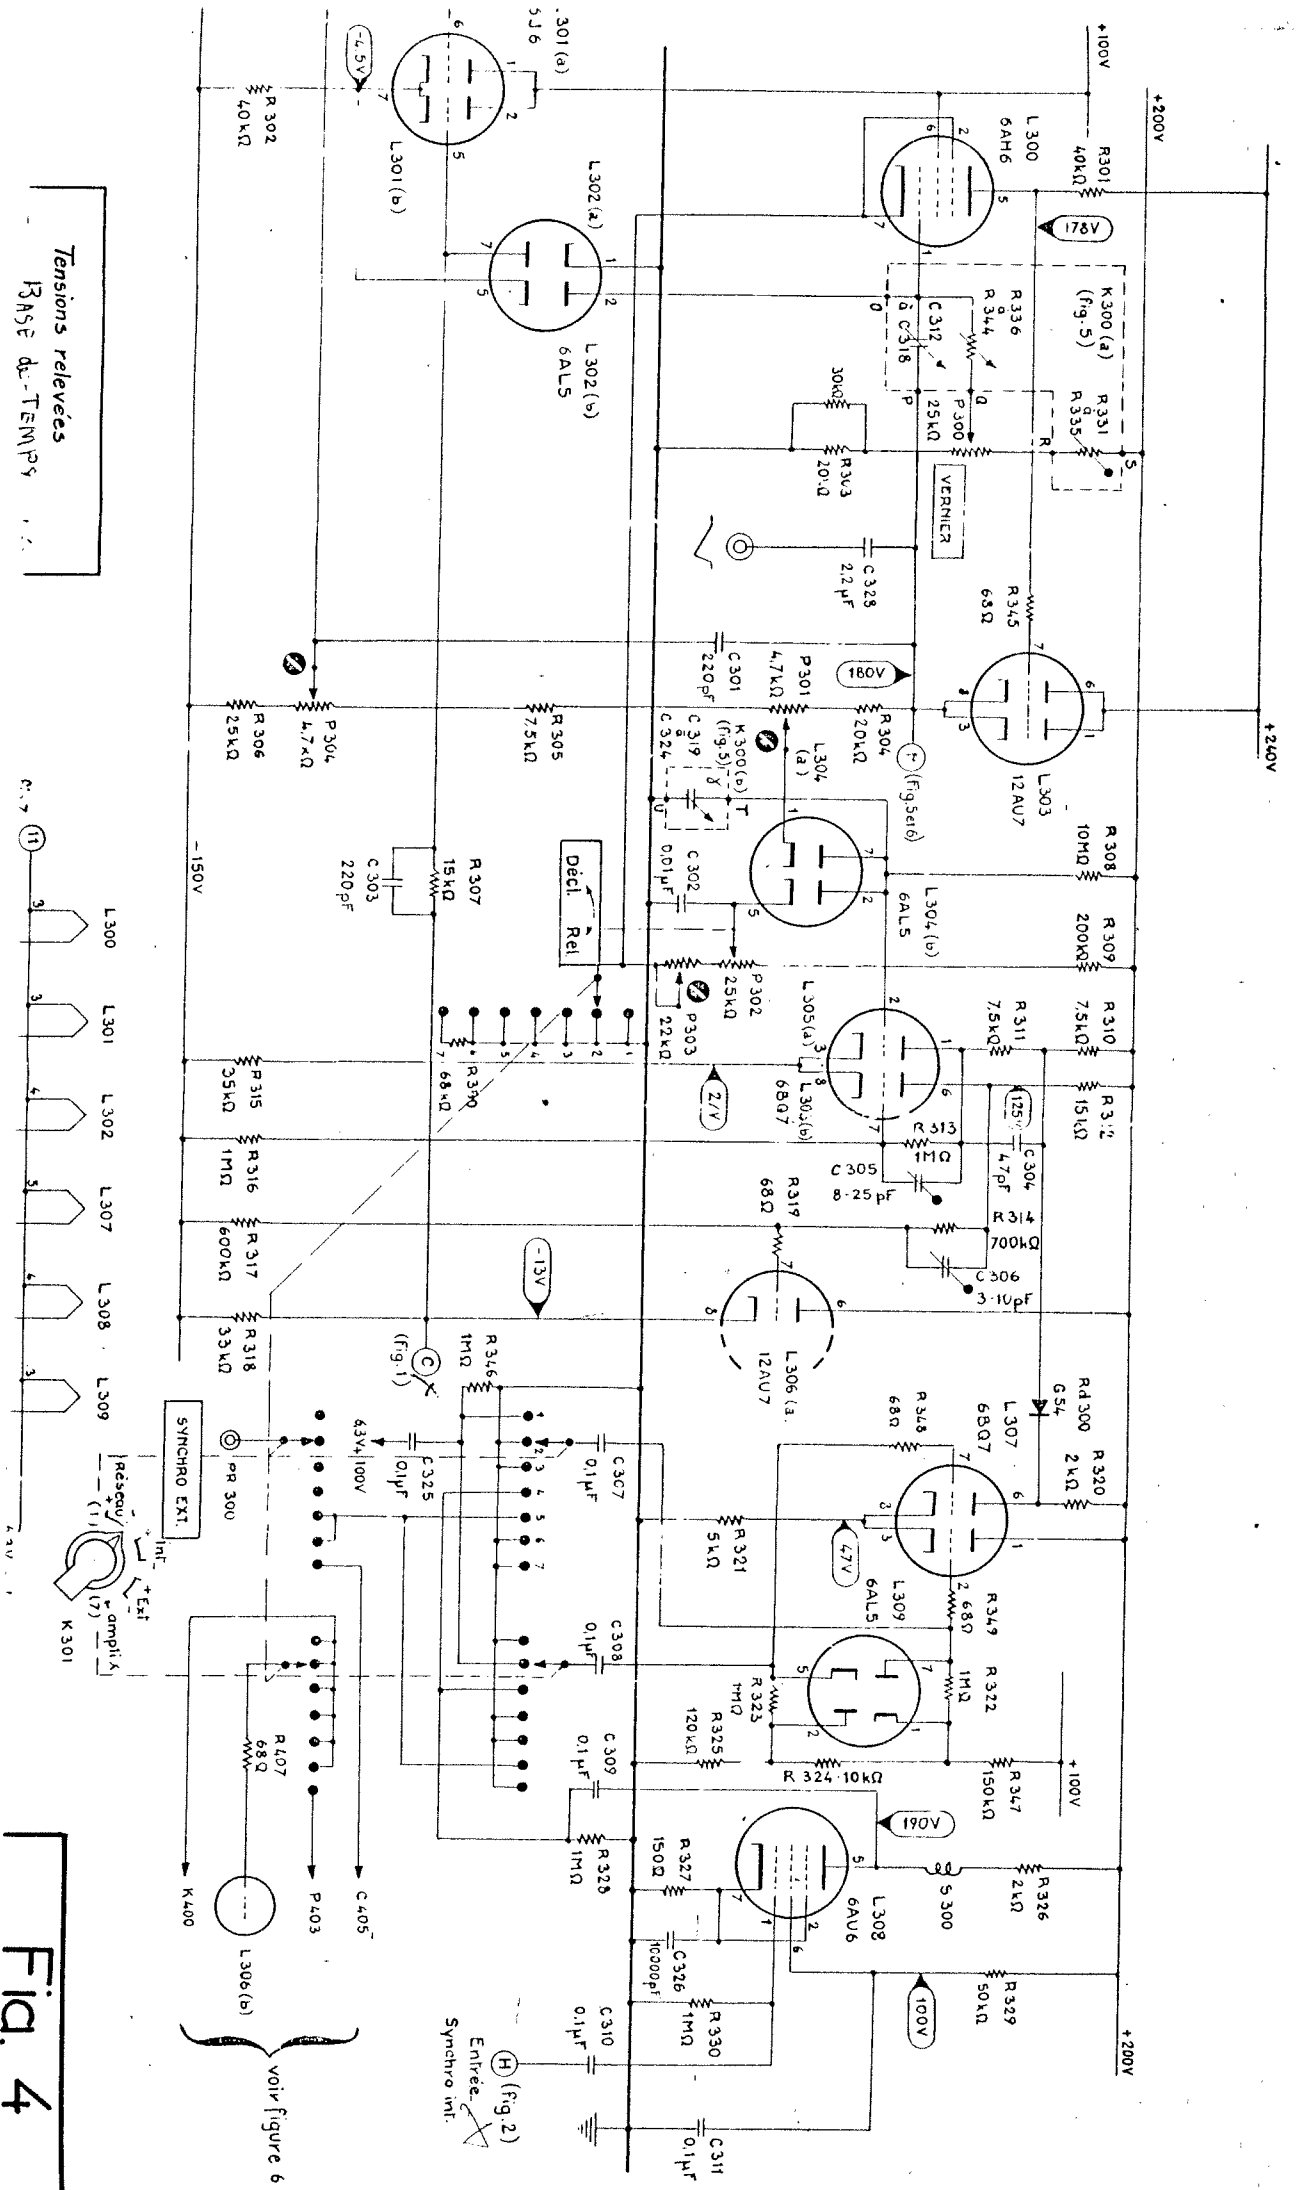 +100V
+200V
+240V
L300
6AH6
R301
40kΩ
178V
K300(a)
(fig.5)
R331
à
R335
R336
à
R344
C312
à
C318
P300
25kΩ
VERNIER
30kΩ
R303
20kΩ
C328
2,2µF
R345
68Ω
L303
12AU7
180V
(Fig.5et6)
.301(a)
5J6
L301(b)
-4.5V
R302
40kΩ
L302(a)
L302(b)
6AL5
C301
220pF
P301
4,7kΩ
R304
20kΩ
R305
75kΩ
P304
4,7kΩ
R306
25kΩ
K300(b)
(fig.5)
C319
à
C324
L304
(a)
L304(b)
6AL5
C302
0,01µF
Décl.
Rel
R307
15kΩ
C303
220pF
-150V
R308
10MΩ
R309
200kΩ
R310
7,5kΩ
R311
7,5kΩ
R312
15kΩ
P302
25kΩ
P303
22kΩ
L305(a)
L305(b)
6BQ7
125V
C304
47pF
R313
1MΩ
C305
8-25pF
R314
700kΩ
C306
3-10pF
R390
68kΩ
R315
35kΩ
R316
1MΩ
R317
600kΩ
R318
33kΩ
R319
68Ω
L306(a.
12AU7
-13V
C
(fig.1)
R346
1MΩ
Rd300
G54
L307
6BQ7
R320
2kΩ
R348
68Ω
R321
5kΩ
47V
R349
68Ω
L309
6AL5
R322
1MΩ
R323
1MΩ
R324 10kΩ
R325
120kΩ
R347
150kΩ
+100V
C307
0,1µF
C325
0,1µF
6,3V+100V
C308
0,1µF
C309
0,1µF
190V
L308
6AU6
S300
R326
2kΩ
R327
150Ω
R328
1MΩ
C326
10000pF
R329
50kΩ
100V
R330
1MΩ
C310
0,1µF
C311
0,1µF
+200V
H (fig.2)
Entrée
Synchro int.
PR 300
SYNCHRO EXT.
Réseau
(1)
Int
Ext
amplis
(7)
K301
R407
68Ω
K400
P403
C405
L306(b)
voir figure 6
L300
L301
L302
L307
L308
L309
Tensions relevées
BASE de-TEMPS
Fig. 4